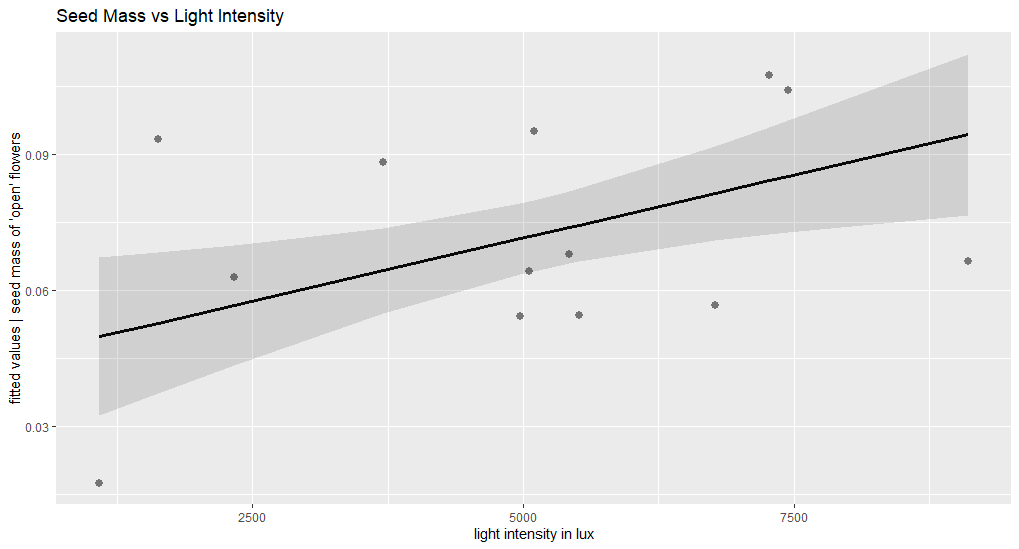 Seed Mass vs Light Intensity
fitted values | seed mass of 'open' flowers
0.09
0.06
0.03
2500 5000 7500
light intensity in lux